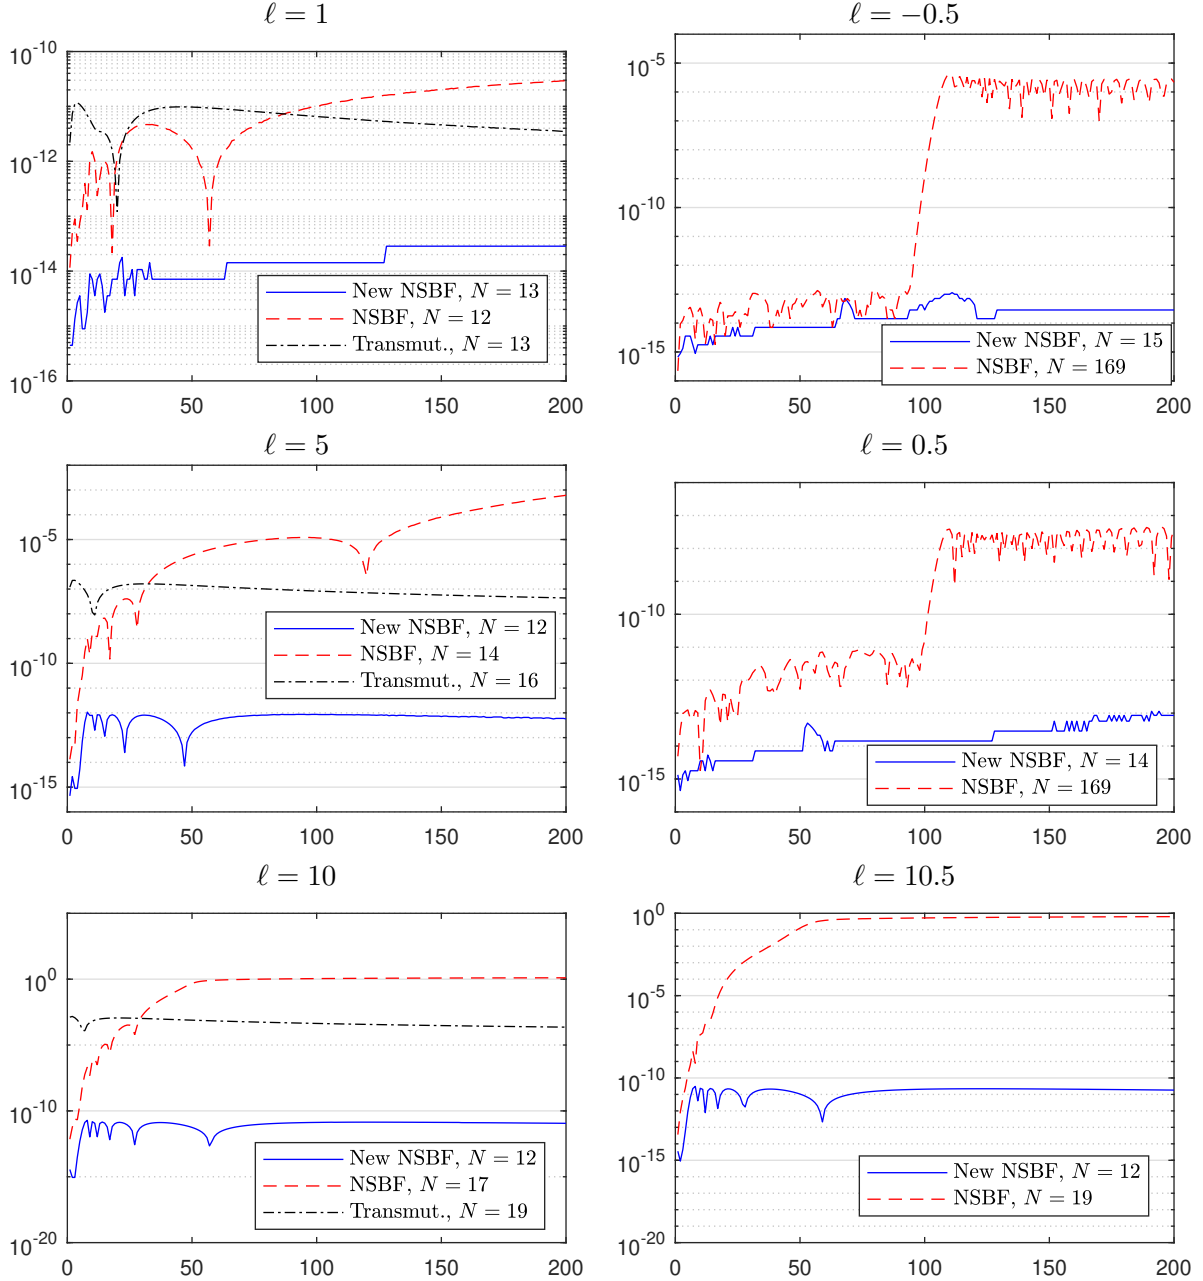 ℓ = 1
10^-10
10^-12
10^-14
10^-16
New NSBF, N = 13
NSBF, N = 12
Transmut., N = 13
0 50 100 150 200
ℓ = −0.5
10^-5
10^-10
10^-15
New NSBF, N = 15
NSBF, N = 169
0 50 100 150 200
ℓ = 5
10^-5
10^-10
10^-15
New NSBF, N = 12
NSBF, N = 14
Transmut., N = 16
0 50 100 150 200
ℓ = 0.5
10^-10
10^-15
New NSBF, N = 14
NSBF, N = 169
0 50 100 150 200
ℓ = 10
10^0
10^-10
10^-20
New NSBF, N = 12
NSBF, N = 17
Transmut., N = 19
0 50 100 150 200
ℓ = 10.5
10^0
10^-5
10^-10
10^-15
10^-20
New NSBF, N = 12
NSBF, N = 19
0 50 100 150 200